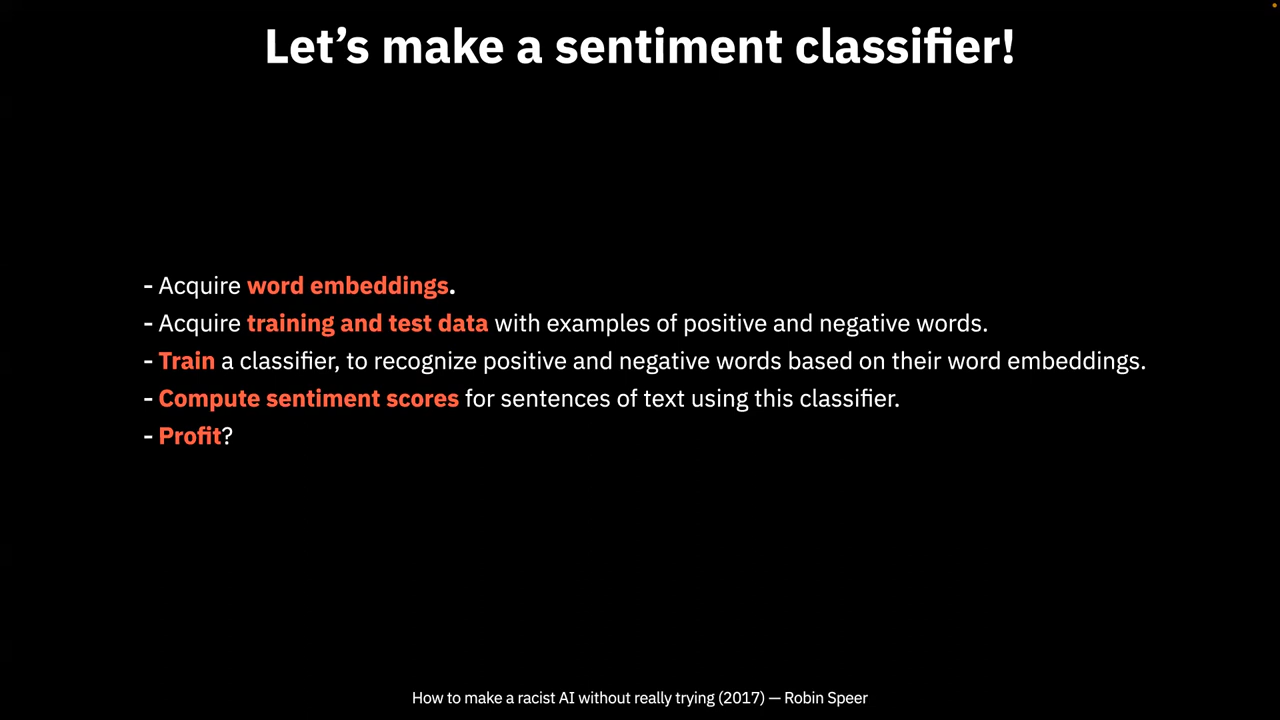 Let’s make a sentiment classifier!
- Acquire word embeddings.
- Acquire training and test data with examples of positive and negative words.
- Train a classifier, to recognize positive and negative words based on their word embeddings.
- Compute sentiment scores for sentences of text using this classifier.
- Profit?
How to make a racist AI without really trying (2017) — Robin Speer